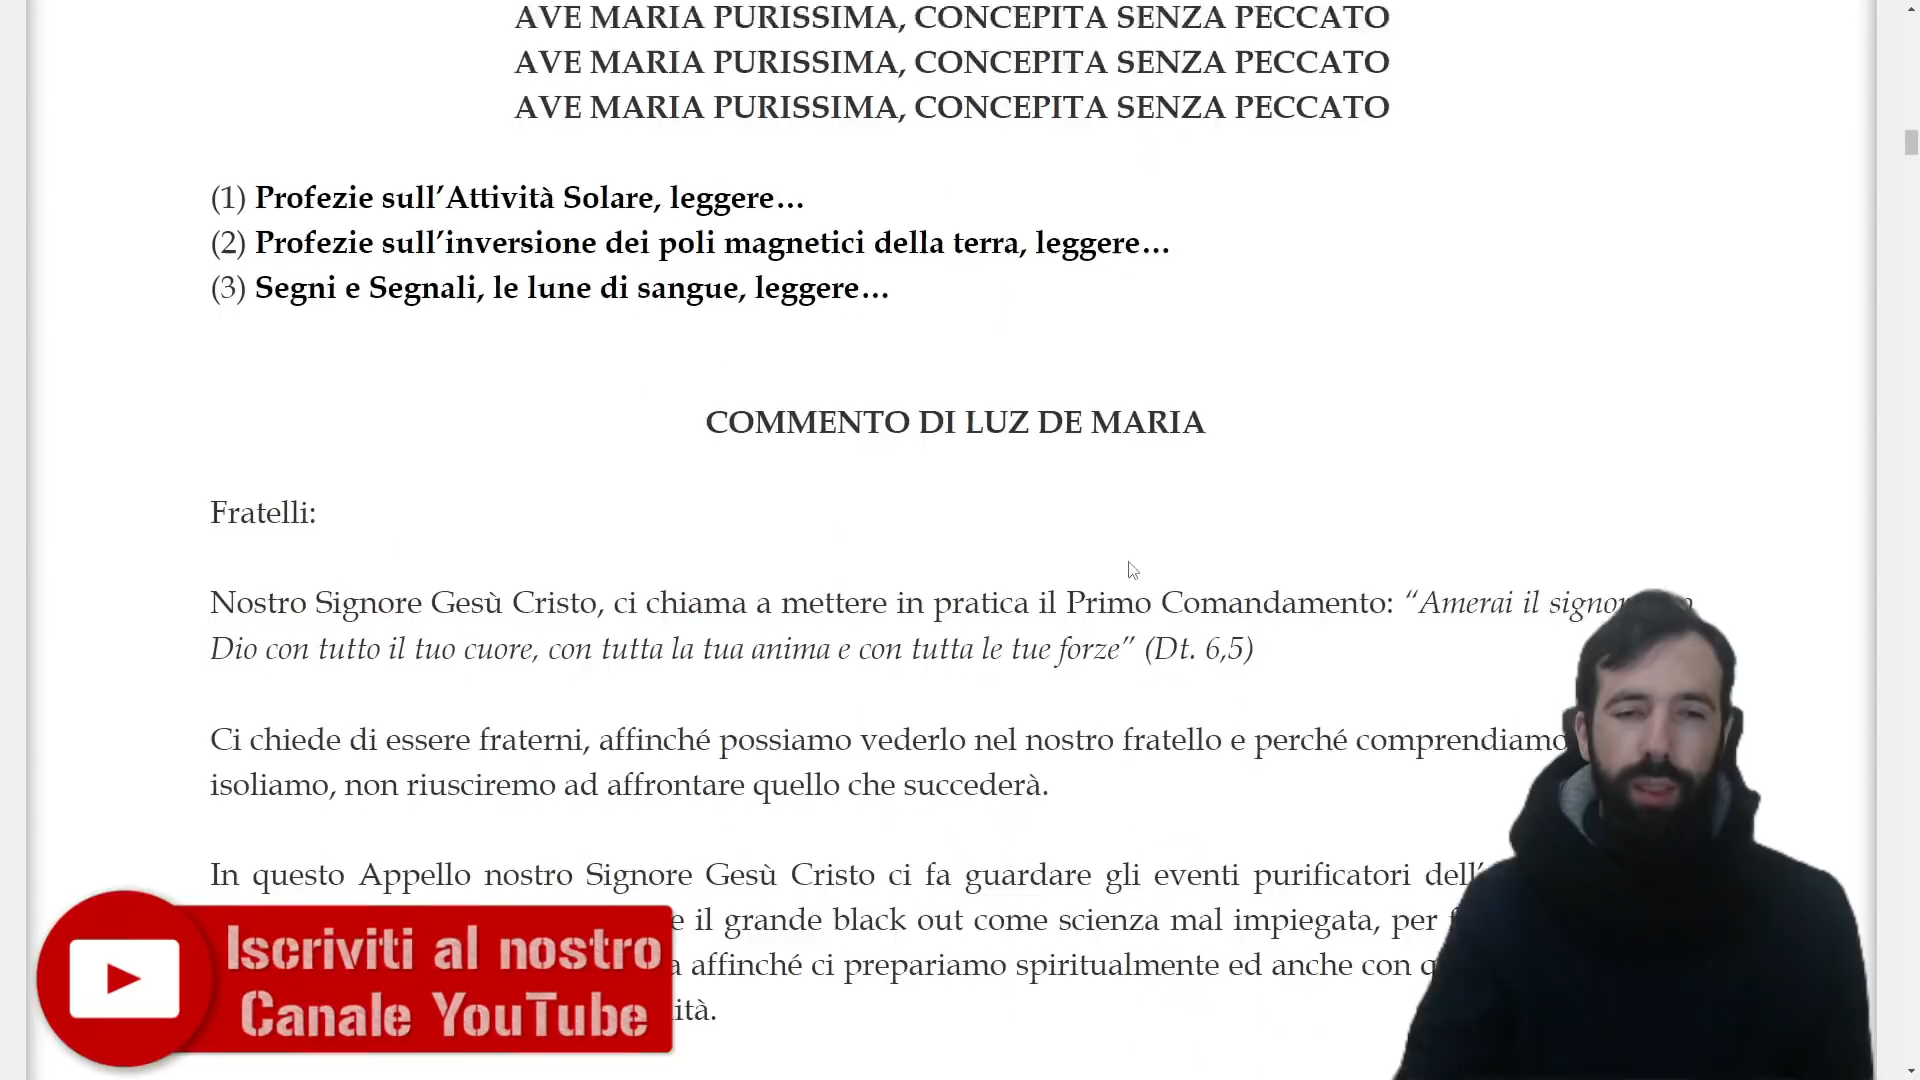 AVE MARIA PURISSIMA, CONCEPITA SENZA PECCATO
AVE MARIA PURISSIMA, CONCEPITA SENZA PECCATO
AVE MARIA PURISSIMA, CONCEPITA SENZA PECCATO
(1) Profezie sull’Attività Solare, leggere…
(2) Profezie sull’inversione dei poli magnetici della terra, leggere…
(3) Segni e Segnali, le lune di sangue, leggere…
COMMENTO DI LUZ DE MARIA
Fratelli:
Nostro Signore Gesù Cristo, ci chiama a mettere in pratica il Primo Comandamento: “Amerai il
Dio con tutto il tuo cuore, con tutta la tua anima e con tutta le tue forze” (Dt. 6,5)
Ci chiede di essere fraterni, affinché possiamo vederlo nel nostro fratello e perché comprendiamo
isoliamo, non riusciremo ad affrontare quello che succederà.
In questo Appello nostro Signore Gesù Cristo ci fa guardare gli eventi purificatori
il grande black out come scienza mal impiegata, per
affinché ci prepariamo spiritualmente ed anche con
Iscriviti al nostro
Canale YouTube